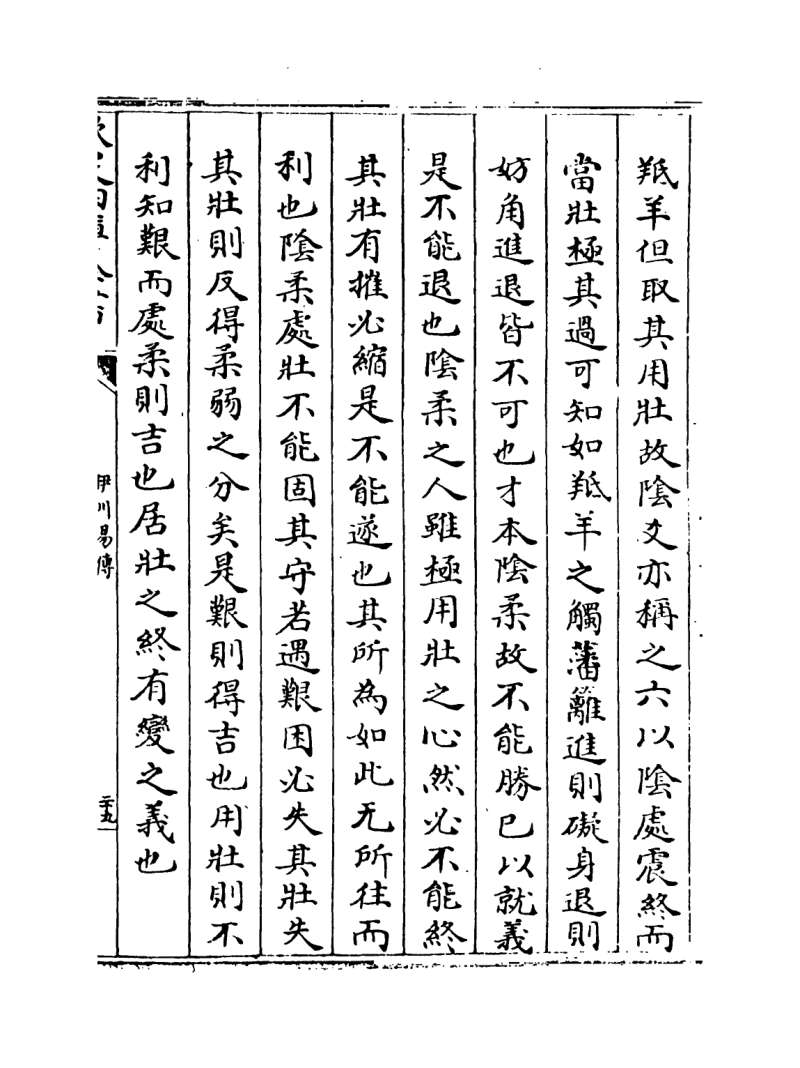 羝羊但取其用壯故陰爻亦稱之六以陰處震終而
當壯極其過可知如羝羊之觸藩籬進則礙身退則
妨角進退皆不可也才本陰柔故不能勝已以就義
是不能退也陰柔之人雖極用壯之心然必不能終
其壯有摧必縮是不能遂也其所為如此无所往而
利也陰柔處壯不能固其守若遇艱困必失其壯失
其壯則反得柔弱之分矣是艱則得吉也用壯則不
利知艱而處柔則吉也居壯之終有變之義也
伊川易傳
二十九